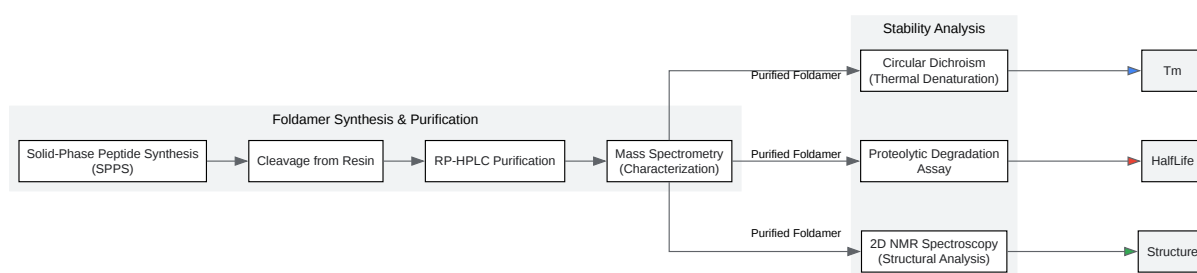 Stability Analysis
Circular Dichroism
(Thermal Denaturation)
Tm
Purified Foldamer
Foldamer Synthesis & Purification
Solid-Phase Peptide Synthesis
(SPPS)
Cleavage from Resin
RP-HPLC Purification
Mass Spectrometry
(Characterization)
Purified Foldamer
Proteolytic Degradation
Assay
HalfLife
Purified Foldamer
2D NMR Spectroscopy
(Structural Analysis)
Structure